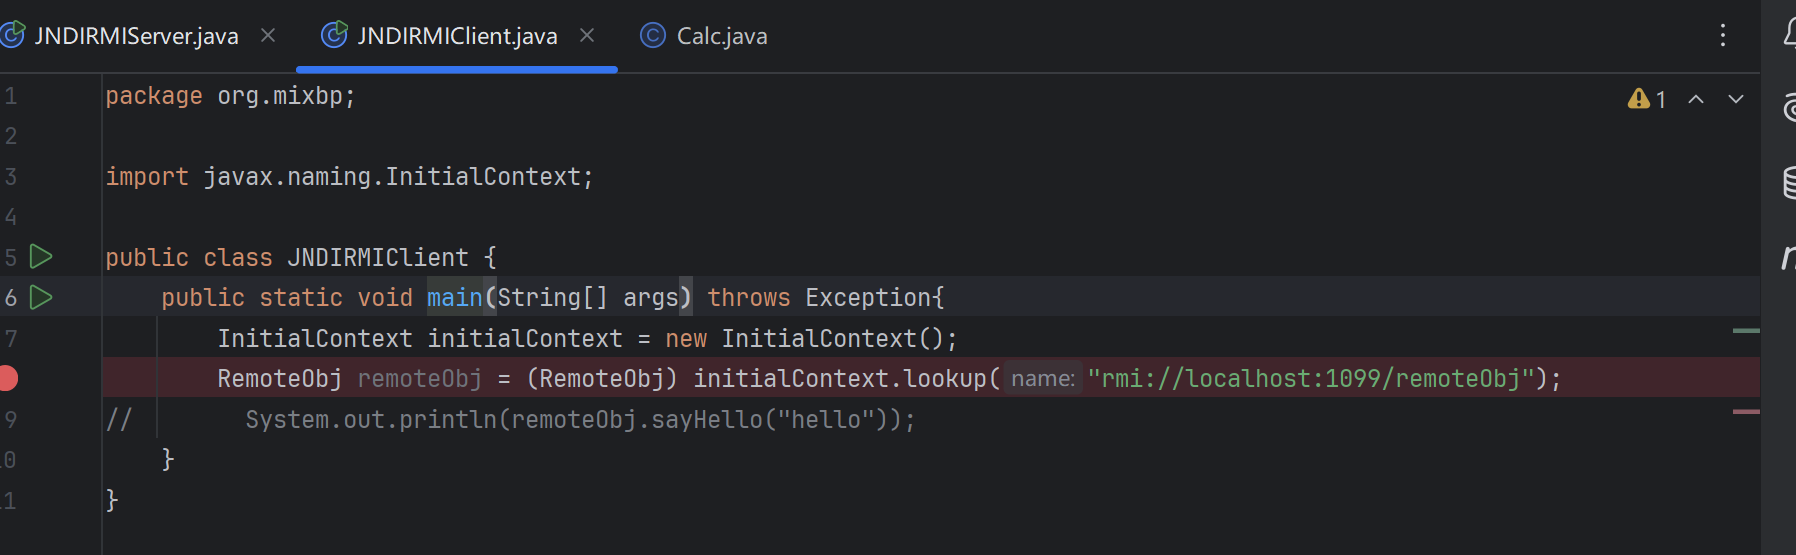 JNDIRMIServer.java JNDIRMIClient.java Calc.java
1 package org.mixbp; 1
2
3 import javax.naming.InitialContext;
4
5 public class JNDIRMIClient {
6 public static void main(String[] args) throws Exception{
7 InitialContext initialContext = new InitialContext();
RemoteObj remoteObj = (RemoteObj) initialContext.lookup( name: "rmi://localhost:1099/remoteObj");
9 // System.out.println(remoteObj.sayHello("hello"));
10 }
11 }